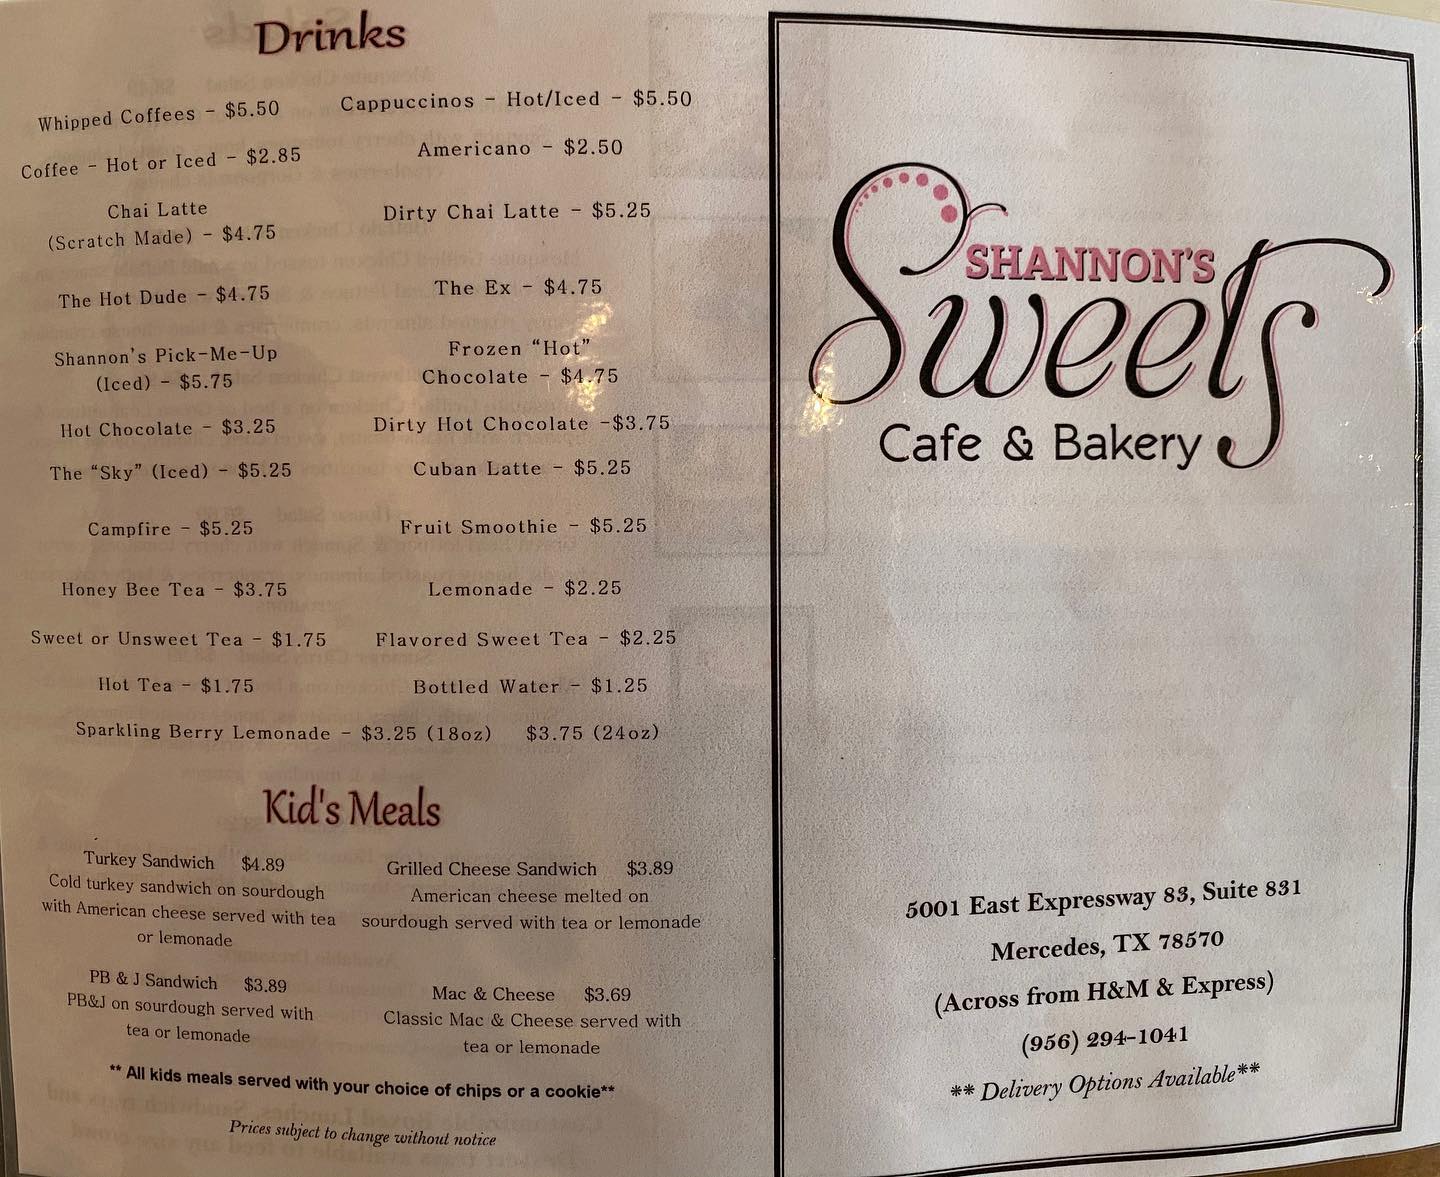 Drinks
Whipped Coffees - $5.50
Cappuccinos - Hot/Iced - $5.50
Coffee - Hot or Iced - $2.85
Americano - $2.50
Chai Latte
(Scratch Made) - $4.75
Dirty Chai Latte - $5.25
The Hot Dude - $4.75
The Ex - $4.75
Shannon's Pick-Me-Up
(Iced) - $5.75
Frozen “Hot”
Chocolate - $4.75
Hot Chocolate - $3.25
Dirty Hot Chocolate -$3.75
The “Sky” (Iced) - $5.25
Cuban Latte - $5.25
Campfire - $5.25
Fruit Smoothie - $5.25
Honey Bee Tea - $3.75
Lemonade - $2.25
Sweet or Unsweet Tea - $1.75
Flavored Sweet Tea - $2.25
Hot Tea - $1.75
Bottled Water - $1.25
Sparkling Berry Lemonade - $3.25 (18oz) $3.75 (24oz)
Kid's Meals
Turkey Sandwich $4.89
Cold turkey sandwich on sourdough
with American cheese served with tea
or lemonade
Grilled Cheese Sandwich $3.89
American cheese melted on
sourdough served with tea or lemonade
PB & J Sandwich $3.89
PB&J on sourdough served with
tea or lemonade
Mac & Cheese $3.69
Classic Mac & Cheese served with
tea or lemonade
** All kids meals served with your choice of chips or a cookie**
Prices subject to change without notice
SHANNON'S
Sweets
Cafe & Bakery
5001 East Expressway 83, Suite 831
Mercedes, TX 78570
(Across from H&M & Express)
(956) 294-1041
** Delivery Options Available**